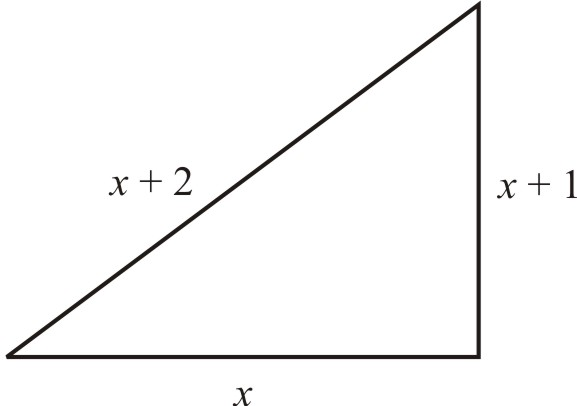 x + 2
x + 1
x